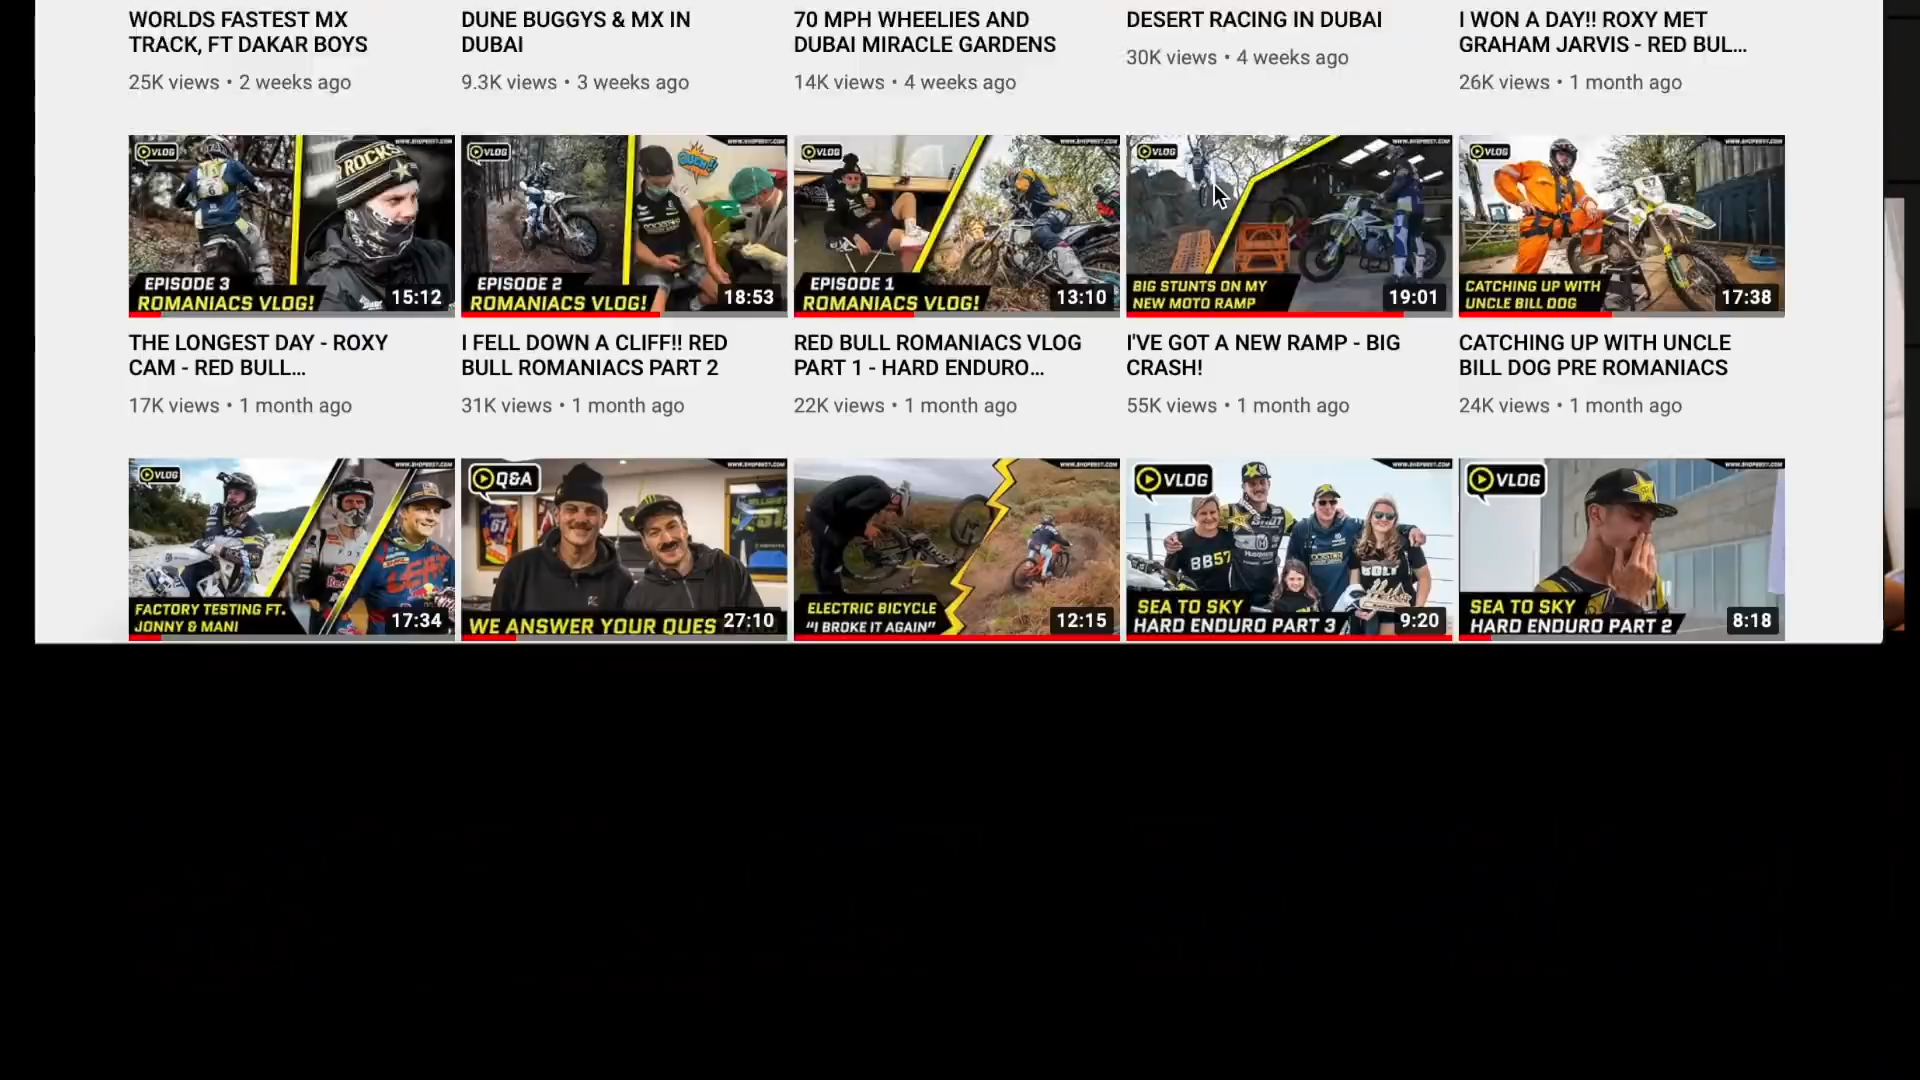 WORLDS FASTEST MX
TRACK, FT DAKAR BOYS
25K views • 2 weeks ago
DUNE BUGGYS & MX IN
DUBAI
9.3K views • 3 weeks ago
70 MPH WHEELIES AND
DUBAI MIRACLE GARDENS
14K views • 4 weeks ago
DESERT RACING IN DUBAI
30K views • 4 weeks ago
I WON A DAY!! ROXY MET
GRAHAM JARVIS - RED BUL...
26K views • 1 month ago
VLOG
ROCKS
EPISODE 3
ROMANIACS VLOG!
15:12
THE LONGEST DAY - ROXY
CAM - RED BULL...
17K views • 1 month ago
VLOG
OUCH!!
EPISODE 2
ROMANIACS VLOG!
18:53
I FELL DOWN A CLIFF!! RED
BULL ROMANIACS PART 2
31K views • 1 month ago
VLOG
EPISODE 1
ROMANIACS VLOG!
13:10
RED BULL ROMANIACS VLOG
PART 1 - HARD ENDURO...
22K views • 1 month ago
VLOG
BIG STUNTS ON MY
NEW MOTO RAMP
19:01
I'VE GOT A NEW RAMP - BIG
CRASH!
55K views • 1 month ago
VLOG
CATCHING UP WITH
UNCLE BILL DOG
17:38
CATCHING UP WITH UNCLE
BILL DOG PRE ROMANIACS
24K views • 1 month ago
VLOG
FACTORY TESTING FT.
JONNY & MANI
17:34
Q&A
61
WE ANSWER YOUR QUES
27:10
ELECTRIC BICYCLE
"I BROKE IT AGAIN"
12:15
VLOG
BB57
SEA TO SKY
HARD ENDURO PART 3
9:20
VLOG
SEA TO SKY
HARD ENDURO PART 2
8:18